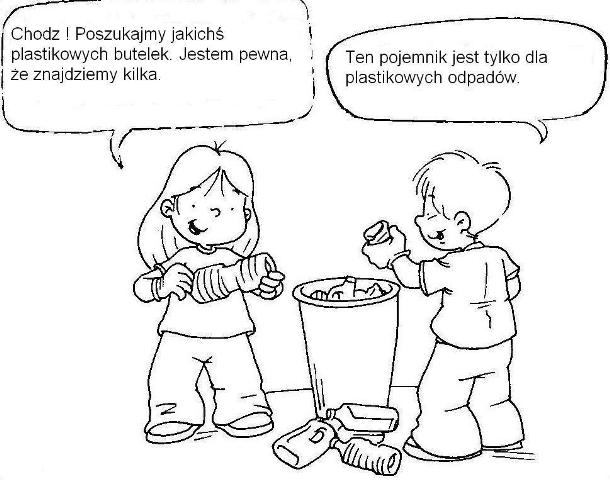 Chodz ! Poszukajmy jakichś
plastikowych butelek. Jestem pewna,
że znajdziemy kilka.
Ten pojemnik jest tylko dla
plastikowych odpadów.